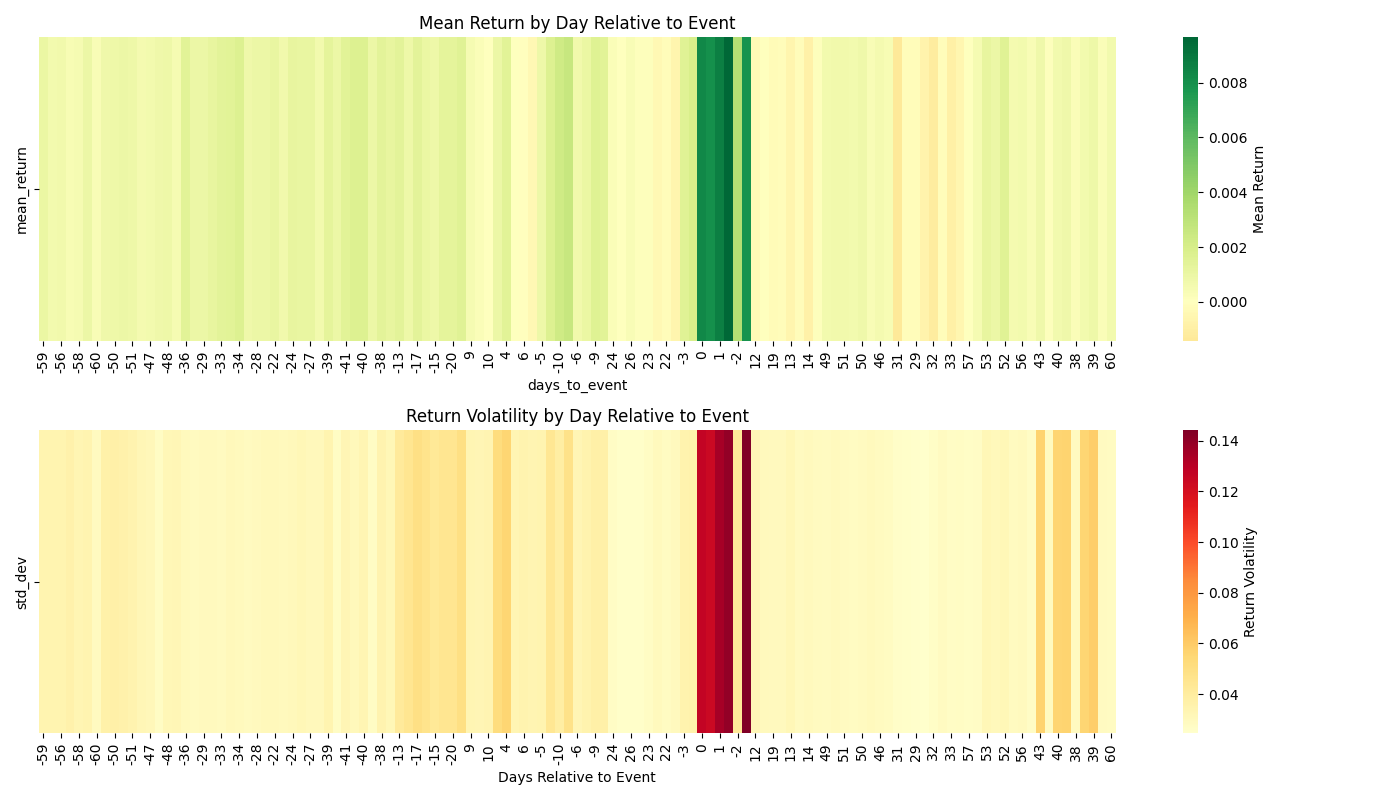 Mean Return by Day Relative to Event
mean_return
-59 -56 -58 -60 -50 -51 -47 -48 -36 -29 -33 -34 -28 -22 -24 -27 -39 -41 -40 -38 -13 -17 -15 -20 9 10 4 6 -5 -10 -6 -9 24 26 23 22 -3 0 1 -2 12 19 13 14 49 51 50 46 31 29 32 33 57 53 52 56 43 40 38 39 60
days_to_event
0.008
0.006
0.004
0.002
0.000
Mean Return
Return Volatility by Day Relative to Event
std_dev
-59 -56 -58 -60 -50 -51 -47 -48 -36 -29 -33 -34 -28 -22 -24 -27 -39 -41 -40 -38 -13 -17 -15 -20 9 10 4 6 -5 -10 -6 -9 24 26 23 22 -3 0 1 -2 12 19 13 14 49 51 50 46 31 29 32 33 57 53 52 56 43 40 38 39 60
Days Relative to Event
0.14
0.12
0.10
0.08
0.06
0.04
Return Volatility